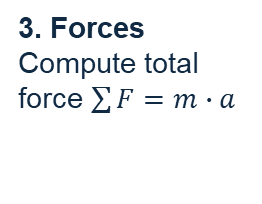 3. Forces
Compute total
force ∑ F = m · a